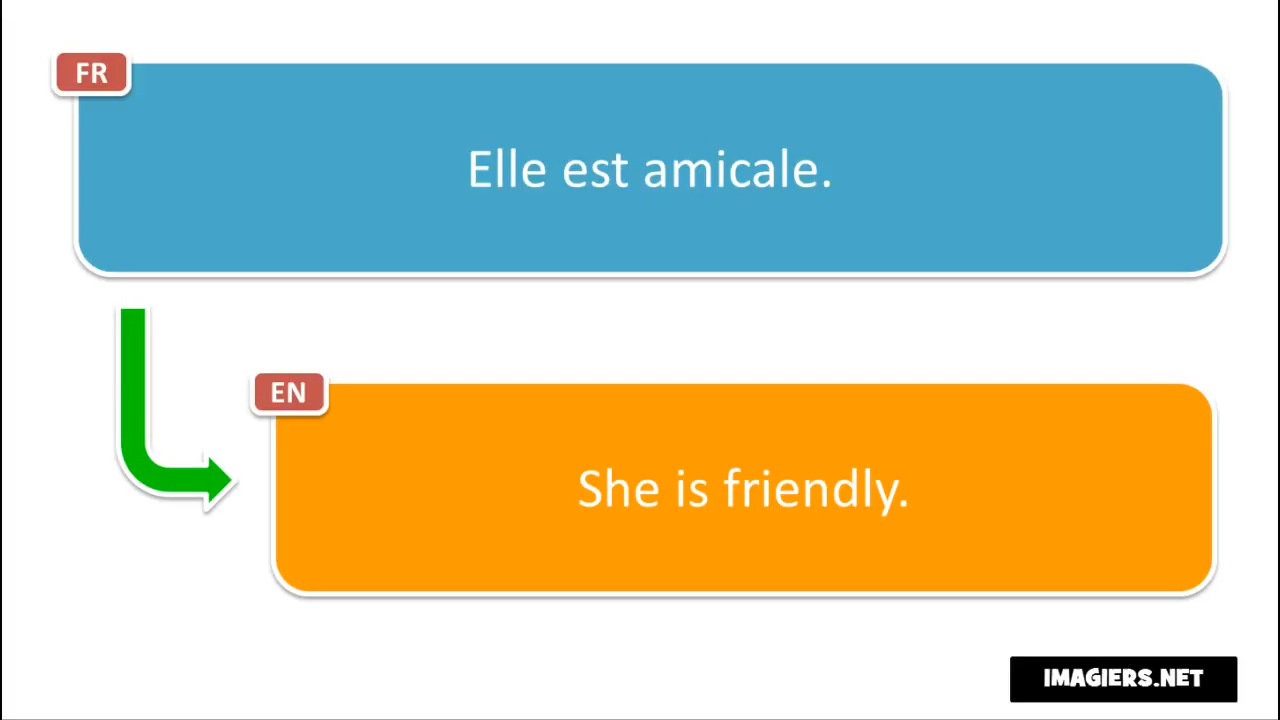 FR
Elle est amicale.
EN
She is friendly.
IMAGIERS.NET